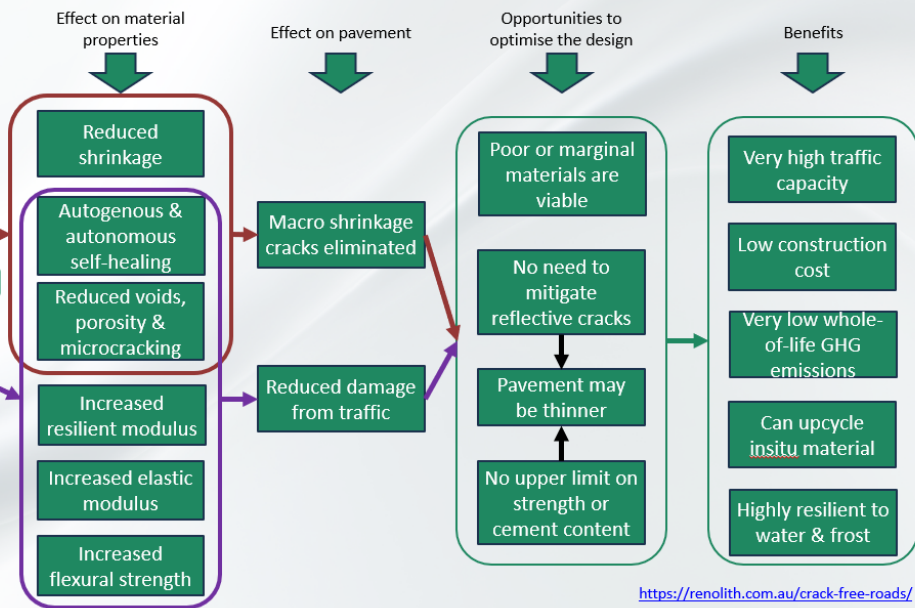 Effect on material
properties
Effect on pavement
Opportunities to
optimise the design
Benefits
Reduced
shrinkage
Autogenous &
autonomous
self-healing
Reduced voids,
porosity &
microcracking
Increased
resilient modulus
Increased elastic
modulus
Increased
flexural strength
Macro shrinkage
cracks eliminated
Reduced damage
from traffic
Poor or marginal
materials are
viable
No need to
mitigate
reflective cracks
Pavement may
be thinner
No upper limit on
strength or
cement content
Very high traffic
capacity
Low construction
cost
Very low whole-
of-life GHG
emissions
Can upcycle
insitu material
Highly resilient to
water & frost
https://renolith.com.au/crack-free-roads/